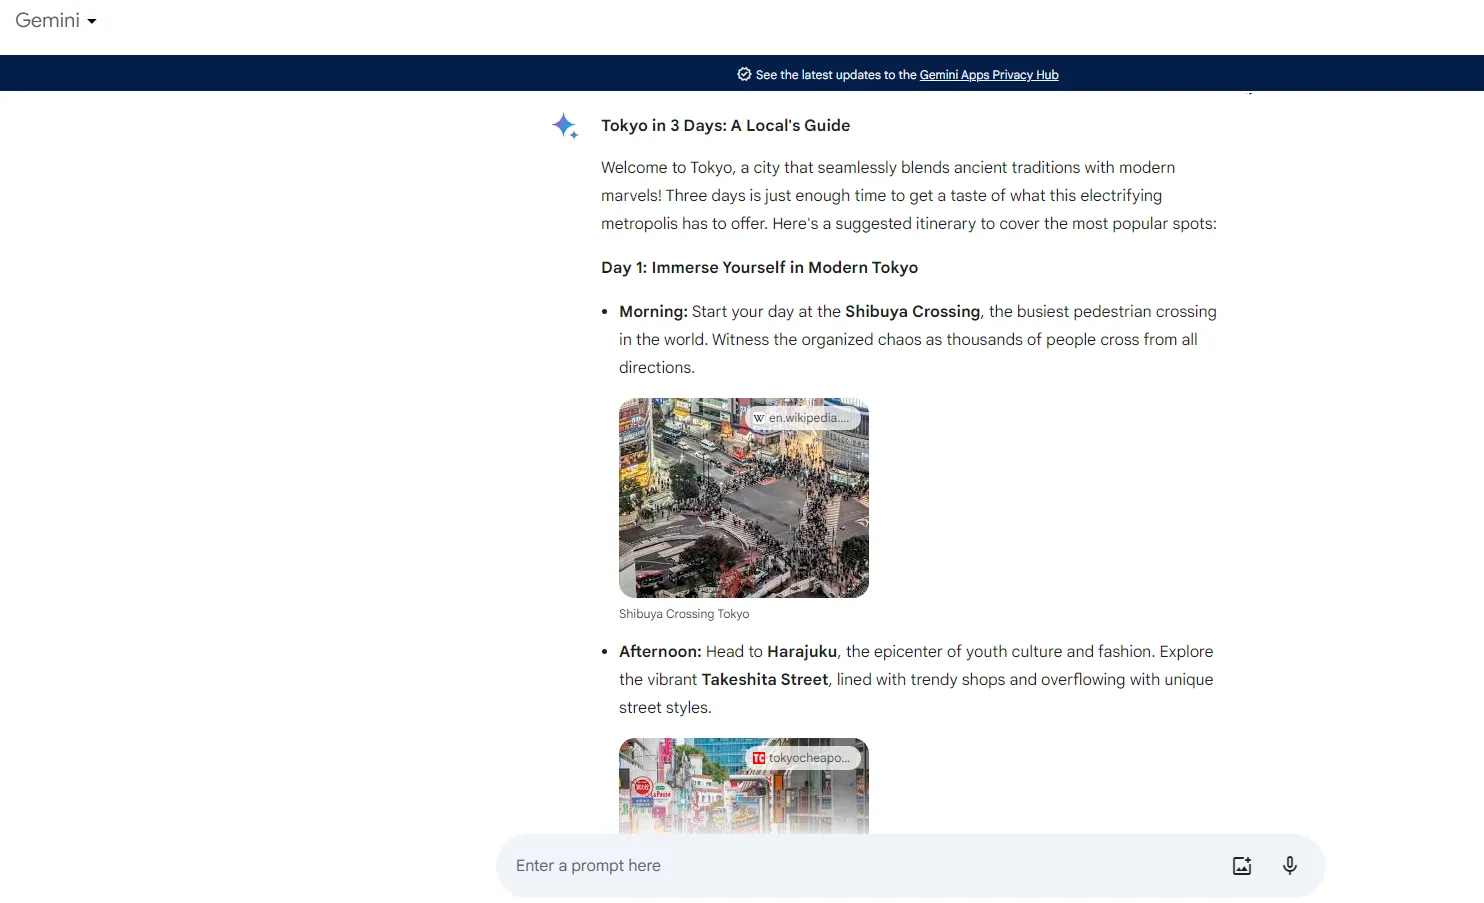 Gemini
See the latest updates to the Gemini Apps Privacy Hub
Tokyo in 3 Days: A Local's Guide
Welcome to Tokyo, a city that seamlessly blends ancient traditions with modern
marvels! Three days is just enough time to get a taste of what this electrifying
metropolis has to offer. Here's a suggested itinerary to cover the most popular spots:
Day 1: Immerse Yourself in Modern Tokyo
• Morning: Start your day at the Shibuya Crossing, the busiest pedestrian crossing
in the world. Witness the organized chaos as thousands of people cross from all
directions.
W en.wikipedia....
Shibuya Crossing Tokyo
• Afternoon: Head to Harajuku, the epicenter of youth culture and fashion. Explore
the vibrant Takeshita Street, lined with trendy shops and overflowing with unique
street styles.
TC tokyocheapo...
Enter a prompt here